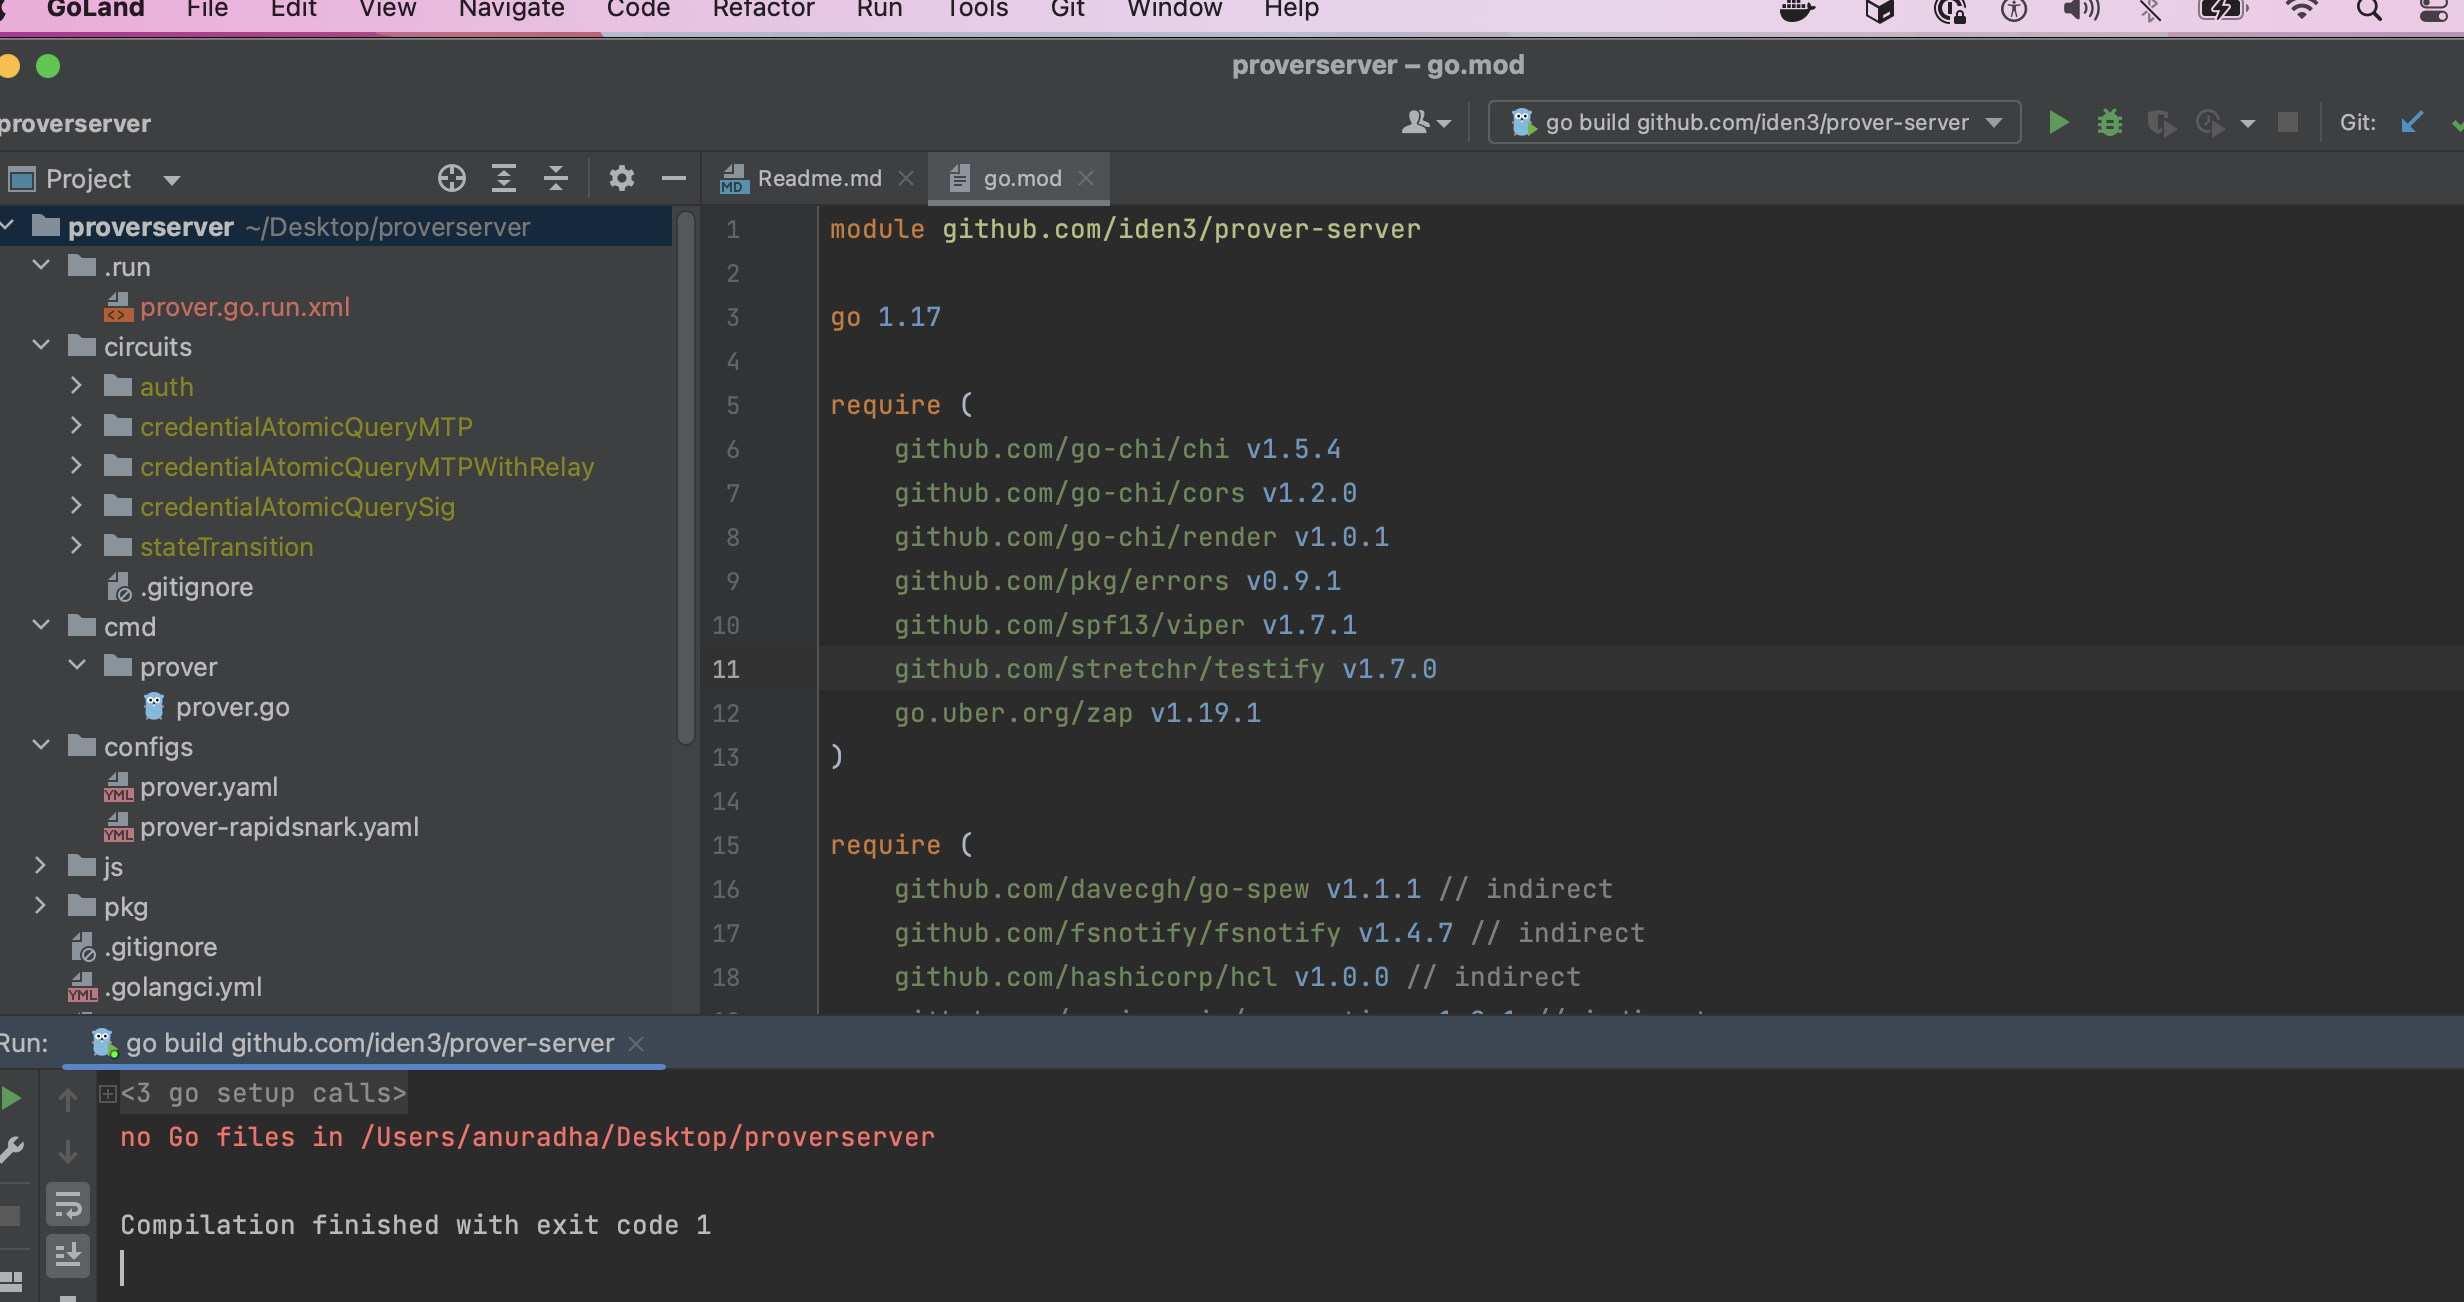 GoLand File Edit View Navigate Code Refactor Run Tools Git Window Help
proverserver – go.mod
proverserver
go build github.com/iden3/prover-server
Git:
Project
MD Readme.md
go.mod
proverserver ~/Desktop/proverserver
.run
<> prover.go.run.xml
circuits
auth
credentialAtomicQueryMTP
credentialAtomicQueryMTPWithRelay
credentialAtomicQuerySig
stateTransition
.gitignore
cmd
prover
prover.go
configs
YML prover.yaml
YML prover-rapidsnark.yaml
js
pkg
.gitignore
YML .golangci.yml
1 module github.com/iden3/prover-server
2
3 go 1.17
4
5 require (
6 github.com/go-chi/chi v1.5.4
7 github.com/go-chi/cors v1.2.0
8 github.com/go-chi/render v1.0.1
9 github.com/pkg/errors v0.9.1
10 github.com/spf13/viper v1.7.1
11 github.com/stretchr/testify v1.7.0
12 go.uber.org/zap v1.19.1
13 )
14
15 require (
16 github.com/davecgh/go-spew v1.1.1 // indirect
17 github.com/fsnotify/fsnotify v1.4.7 // indirect
18 github.com/hashicorp/hcl v1.0.0 // indirect
Run: go build github.com/iden3/prover-server
<3 go setup calls>
no Go files in /Users/anuradha/Desktop/proverserver
Compilation finished with exit code 1